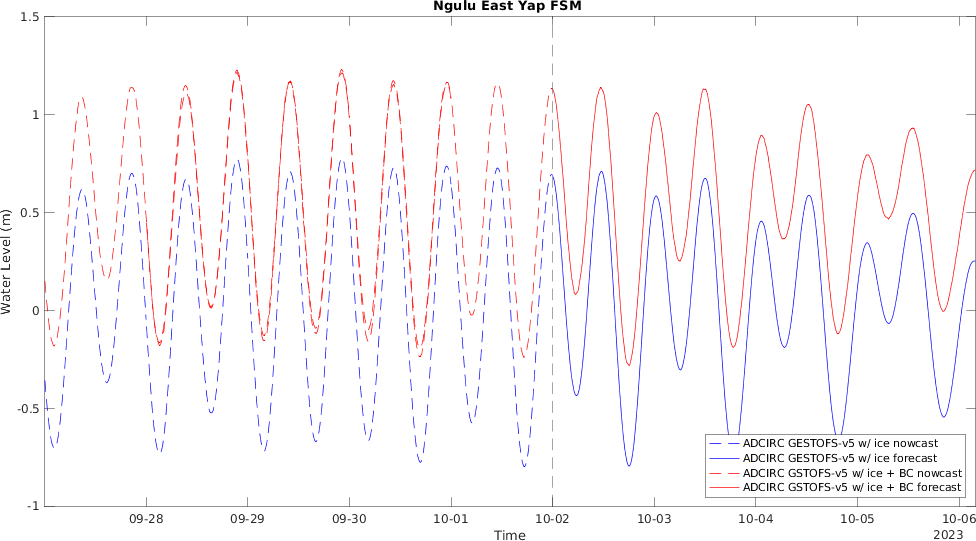 Ngulu East Yap FSM
Water Level (m)
1.5
1
0.5
0
-0.5
-1
ADCIRC GESTOFS-v5 w/ ice nowcast
ADCIRC GESTOFS-v5 w/ ice forecast
ADCIRC GSTOFS-v5 w/ ice + BC nowcast
ADCIRC GSTOFS-v5 w/ ice + BC forecast
09-28 09-29 09-30 10-01 10-02 10-03 10-04 10-05 10-06
Time
2023